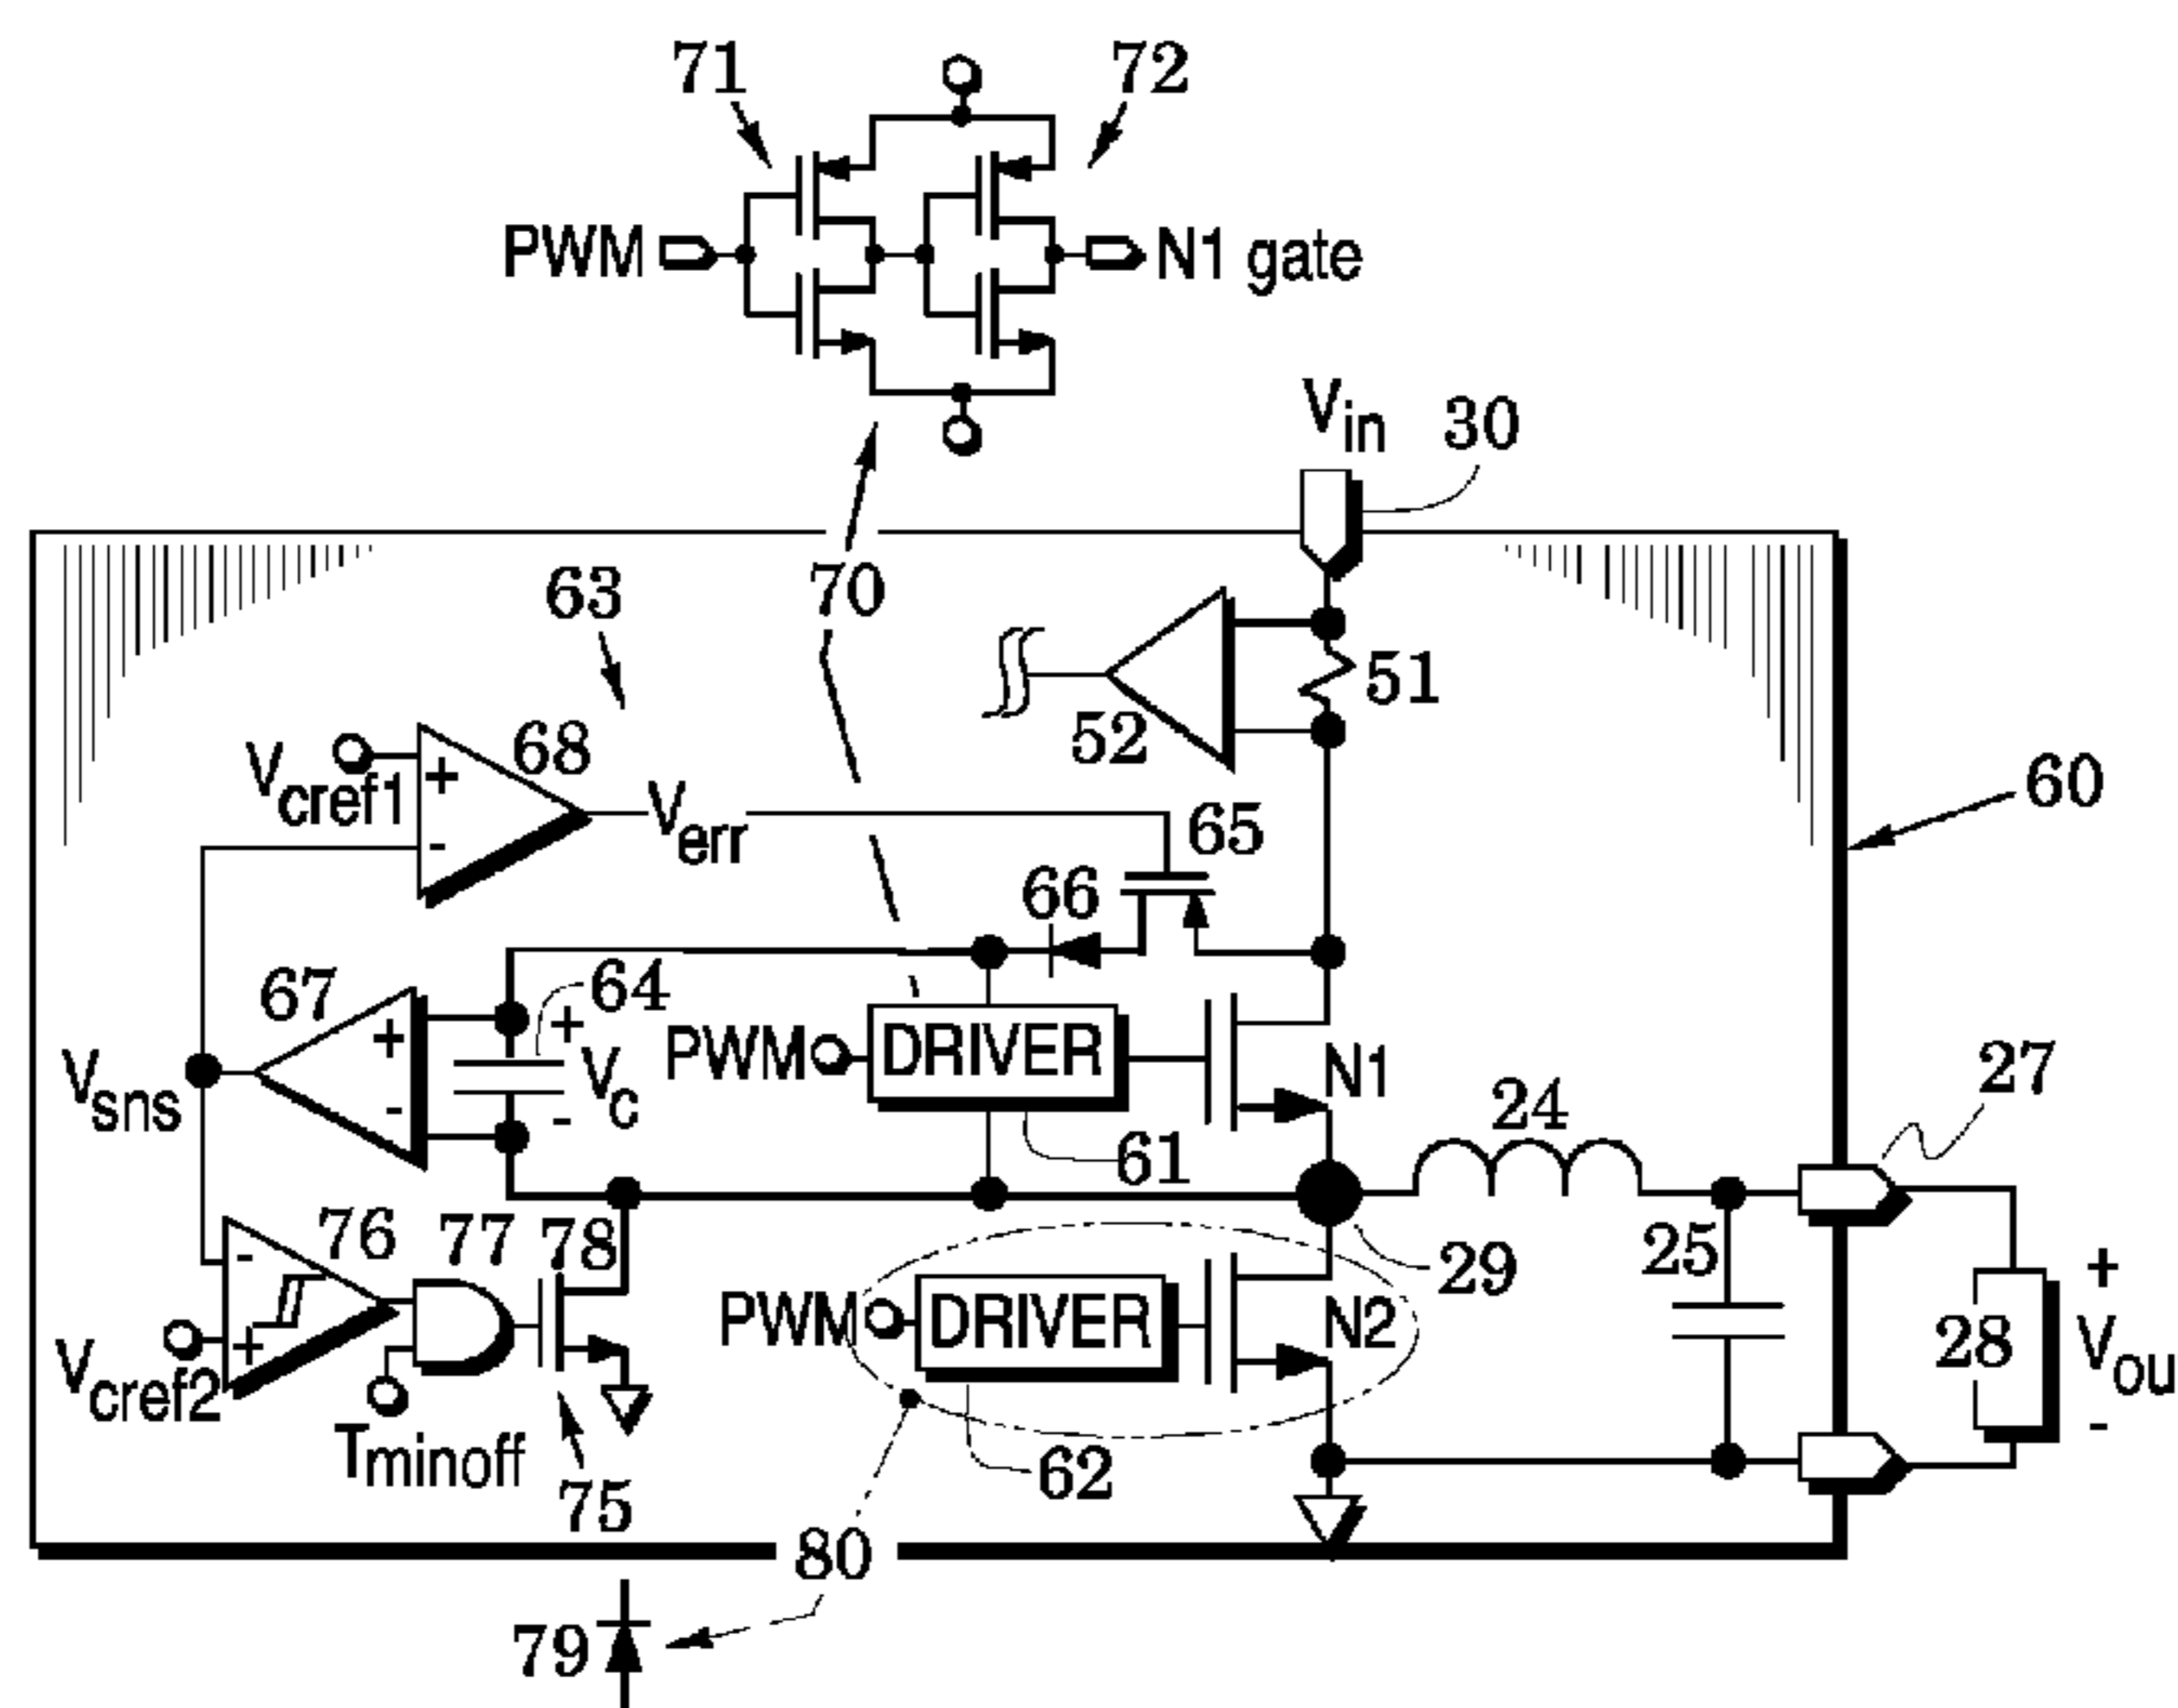 71
72
PWM
N1 gate
Vin
30
70
63
51
52
68
Vcref1
Verr
65
60
66
67
64
+
Vc
-
PWM
DRIVER
N1
27
Vsns
24
61
76
77
78
29
25
PWM
DRIVER
N2
28
+
Vou
-
Vcref2
Tminoff
75
62
80
79